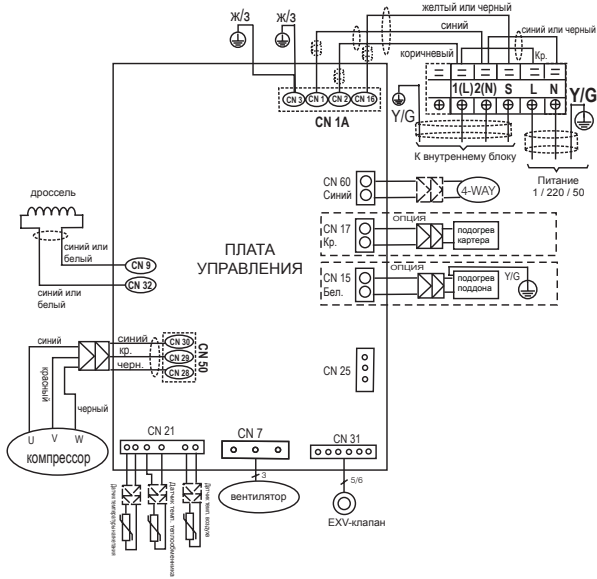 желтый или черный
Ж/З
Ж/З
синий
синий или черный
коричневый
Кр.
1(L) 2(N) S L N
Y/G
Y/G
CN 3 CN 1 CN 2 CN 16
CN 1A
К внутреннему блоку
Питание
1 / 220 / 50
CN 60
Синий
4-WAY
дроссель
опция
CN 17
Кр.
подогрев
картера
синий или
белый
CN 9
ПЛАТА
УПРАВЛЕНИЯ
опция
CN 15
Бел.
подогрев
поддона
Y/G
CN 32
синий или
белый
синий
синий
CN 30
кр.
CN 29
черн.
CN 28
CN 50
красный
черный
CN 25
U V W
компрессор
CN 21
CN 7
CN 31
3
5/6
вентилятор
EXV-клапан
Датчик темп. теплообменника
Датчик темп. воздуха